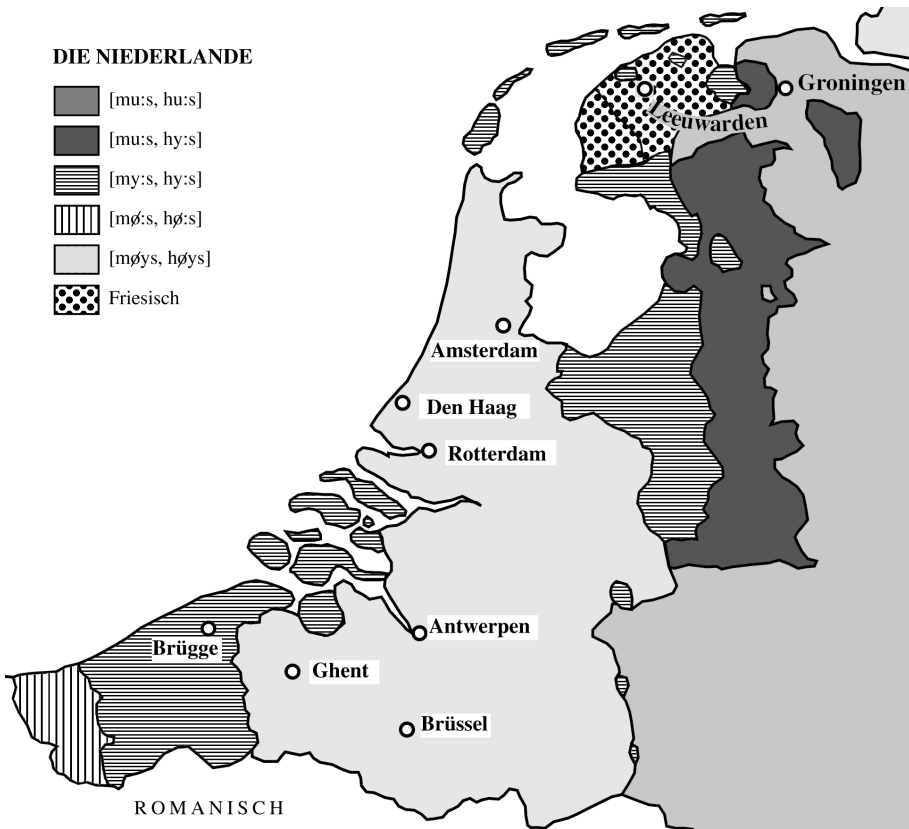 DIE NIEDERLANDE
[mu:s, hu:s]
[mu:s, hy:s]
[my:s, hy:s]
[mø:s, hø:s]
[møys, høys]
Friesisch
Groningen
Leeuwarden
Amsterdam
Den Haag
Rotterdam
Antwerpen
Brügge
Ghent
Brüssel
ROMANISCH